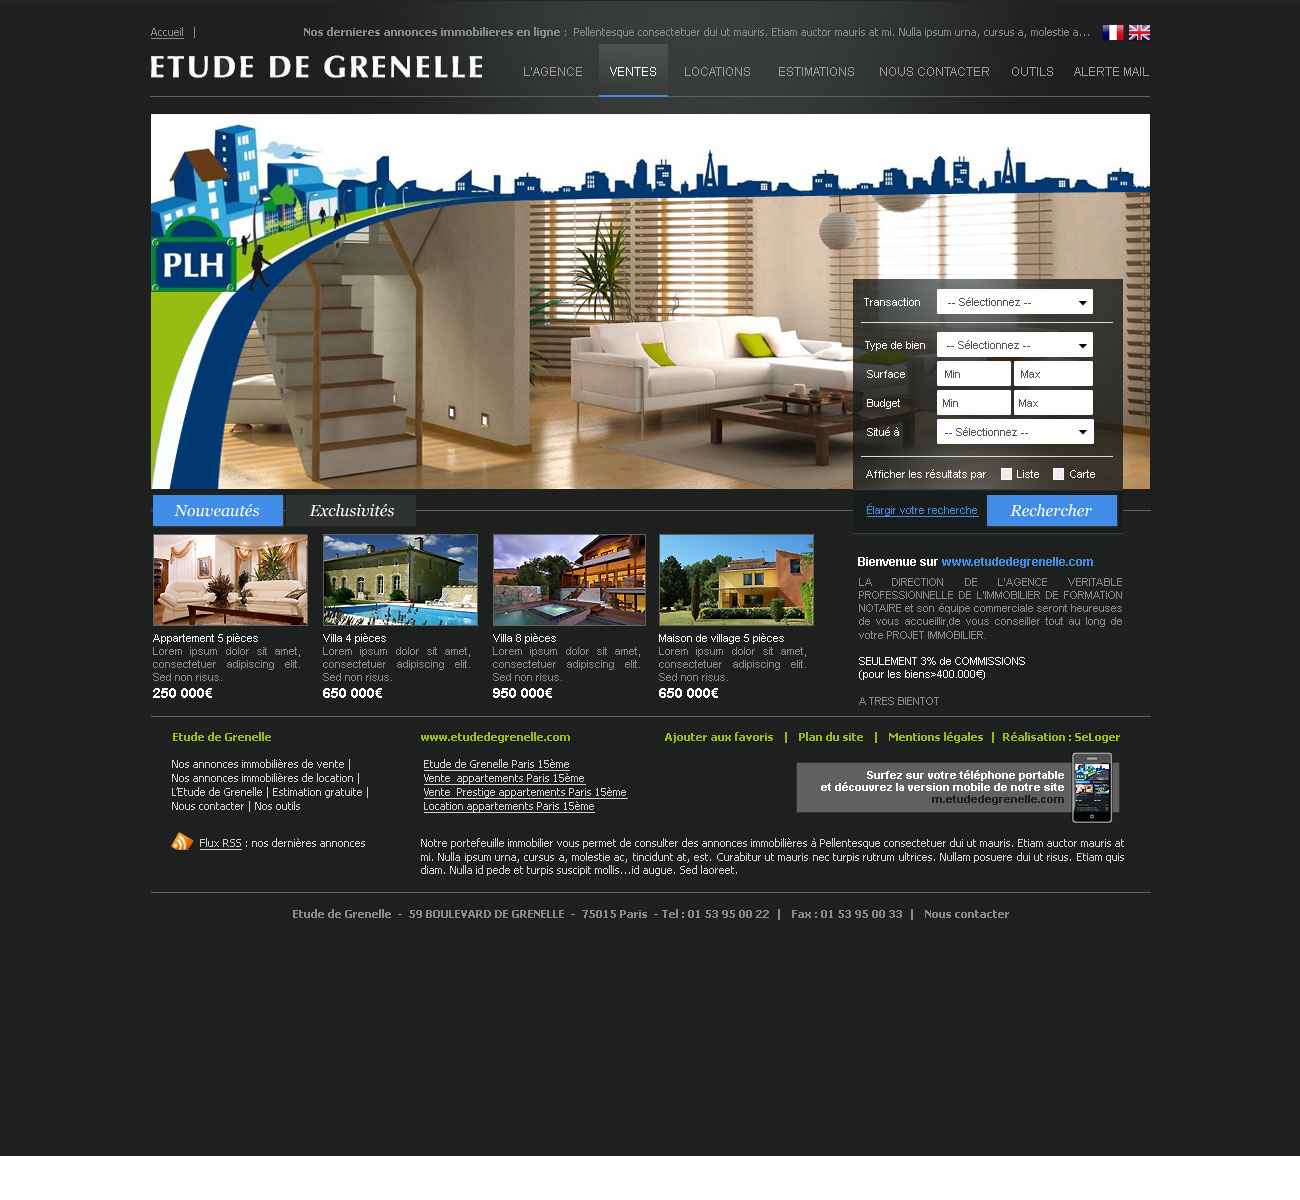 Accueil |
Nos dernieres annonces immobilieres en ligne : Pellentesque consectetuer dui ut mauris. Etiam auctor mauris at mi. Nulla ipsum urna, cursus a, molestie a...
ETUDE DE GRENELLE
L'AGENCE VENTES LOCATIONS ESTIMATIONS NOUS CONTACTER OUTILS ALERTE MAIL
PLH
Transaction -- Sélectionnez --
Type de bien -- Sélectionnez --
Surface Min Max
Budget Min Max
Situé à -- Sélectionnez --
Afficher les résultats par Liste Carte
Élargir votre recherche Rechercher
Nouveautés Exclusivités
Appartement 5 pièces
Lorem ipsum dolor sit amet,
consectetuer adipiscing elit.
Sed non risus.
250 000€
Villa 4 pièces
Lorem ipsum dolor sit amet,
consectetuer adipiscing elit.
Sed non risus.
650 000€
Villa 8 pièces
Lorem ipsum dolor sit amet,
consectetuer adipiscing elit.
Sed non risus.
950 000€
Maison de village 5 pièces
Lorem ipsum dolor sit amet,
consectetuer adipiscing elit.
Sed non risus.
650 000€
Bienvenue sur www.etudedegrenelle.com
LA DIRECTION DE L'AGENCE VERITABLE
PROFESSIONNELLE DE L'IMMOBILIER DE FORMATION
NOTAIRE et son équipe commerciale seront heureuses
de vous accueillir,de vous conseiller tout au long de
votre PROJET IMMOBILIER.
SEULEMENT 3% de COMMISSIONS
(pour les biens>400.000€)
A TRES BIENTOT
Etude de Grenelle
Nos annonces immobilières de vente |
Nos annonces immobilières de location |
L'Etude de Grenelle | Estimation gratuite |
Nous contacter | Nos outils
Flux RSS : nos dernières annonces
www.etudedegrenelle.com
Etude de Grenelle Paris 15ème
Vente appartements Paris 15ème
Vente Prestige appartements Paris 15ème
Location appartements Paris 15ème
Ajouter aux favoris | Plan du site | Mentions légales | Réalisation : SeLoger
Surfez sur votre téléphone portable
et découvrez la version mobile de notre site
m.etudedegrenelle.com
Notre portefeuille immobilier vous permet de consulter des annonces immobilières à Pellentesque consectetuer dui ut mauris. Etiam auctor mauris at
mi. Nulla ipsum urna, cursus a, molestie ac, tincidunt at, est. Curabitur ut mauris nec turpis rutrum ultrices. Nullam posuere dui ut risus. Etiam quis
diam. Nulla id pede et turpis suscipit mollis...id augue. Sed laoreet.
Etude de Grenelle - 59 BOULEVARD DE GRENELLE - 75015 Paris - Tel : 01 53 95 00 22 | Fax : 01 53 95 00 33 | Nous contacter